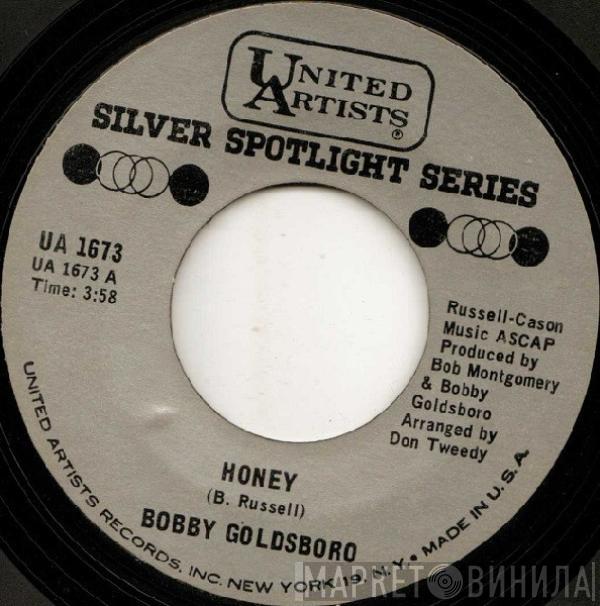 UNITED
ARTISTS®
SILVER SPOTLIGHT SERIES
UA 1673
UA 1673 A
Time: 3:58
Russell-Cason
Music ASCAP
Produced by
Bob Montgomery
& Bobby
Goldsboro
Arranged by
Don Tweedy
HONEY
(B. Russell)
BOBBY GOLDSBORO
UNITED ARTISTS RECORDS, INC. NEW YORK 19, N.Y. • MADE IN U.S.A.
МАРКЕТ ВИНИЛА